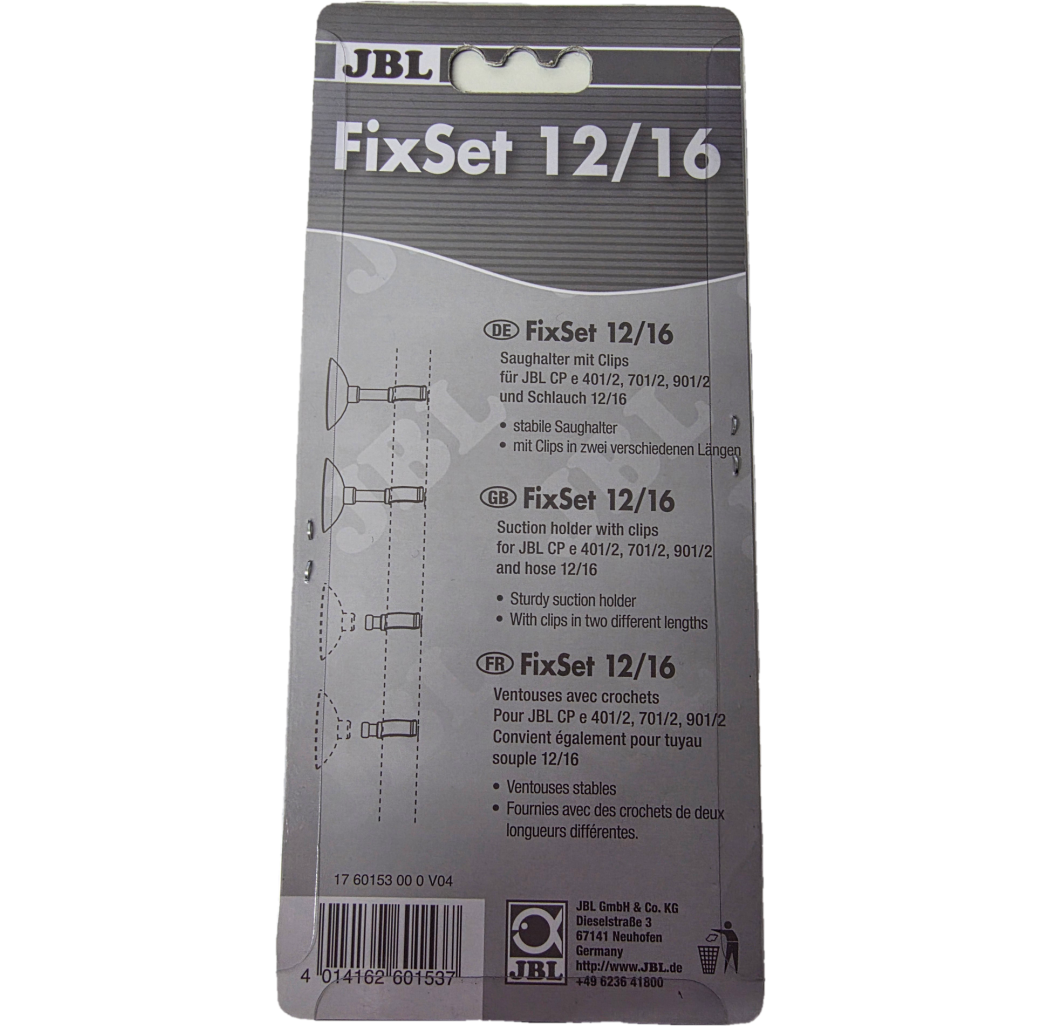 JBL
FixSet 12/16
DE FixSet 12/16
Saughalter mit Clips
für JBL CP e 401/2, 701/2, 901/2
und Schlauch 12/16
• stabile Saughalter
• mit Clips in zwei verschiedenen Längen
GB FixSet 12/16
Suction holder with clips
for JBL CP e 401/2, 701/2, 901/2
and hose 12/16
• Sturdy suction holder
• With clips in two different lengths
FR FixSet 12/16
Ventouses avec crochets
Pour JBL CP e 401/2, 701/2, 901/2
Convient également pour tuyau
souple 12/16
• Ventouses stables
• Fournies avec des crochets de deux
longueurs différentes.
17 60153 00 0 V04
4 014162 601537
JBL
JBL GmbH & Co. KG
Dieselstraße 3
67141 Neuhofen
Germany
http://www.JBL.de
+49 6236 41800